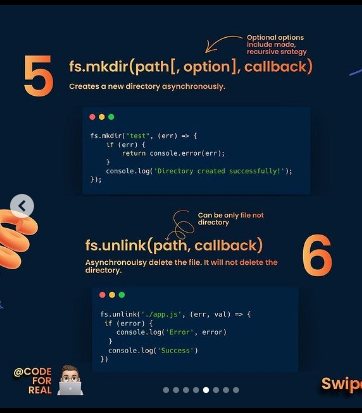 Optional options
include mode,
recursive srategy
5
fs.mkdir(path[, option], callback)
Creates a new directory asynchronously.
fs.mkdir("test", (err) => {
if (err) {
return console.error(err);
}
console.log('Directory created successfully!');
});
Can be only file not
directory
fs.unlink(path, callback)
6
Asynchronoulsy delete the file. It will not delete the
directory.
fs.unlink('./app.js', (err, val) => {
if (error) {
console.log('Error', error)
}
console.log('Success')
})
@CODE
FOR
REAL
Swipe